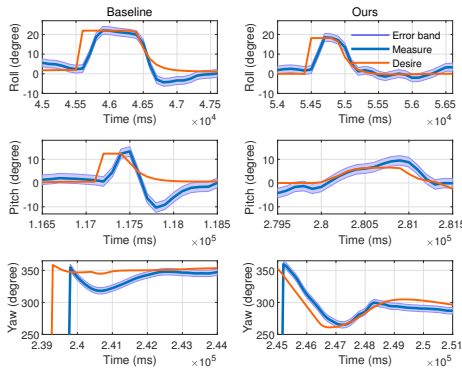 Baseline
Ours
Roll (degree)
20
10
0
-10
4.5 4.55 4.6 4.65 4.7 4.75
Time (ms)
×10⁴
Roll (degree)
20
10
0
-10
Error band
Measure
Desire
5.4 5.45 5.5 5.55 5.6 5.65
Time (ms)
×10⁴
Pitch (degree)
10
0
-10
1.165 1.17 1.175 1.18 1.185
Time (ms)
×10⁵
Pitch (degree)
10
0
-10
2.795 2.8 2.805 2.81 2.815
Time (ms)
×10⁵
Yaw (degree)
350
300
250
2.39 2.4 2.41 2.42 2.43 2.44
Time (ms)
×10⁵
Yaw (degree)
350
300
250
2.45 2.46 2.47 2.48 2.49 2.5 2.51
Time (ms)
×10⁵